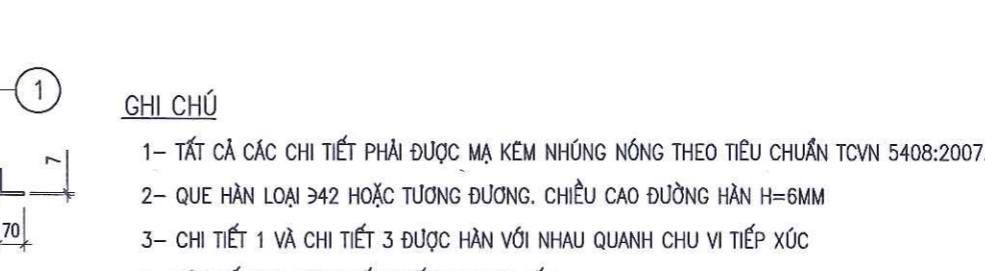 1
GHI CHÚ
1- TẤT CẢ CÁC CHI TIẾT PHẢI ĐƯỢC MẠ KẼM NHÚNG NÓNG THEO TIÊU CHUẨN TCVN 5408:2007.
7
2- QUE HÀN LOẠI Э42 HOẶC TƯƠNG ĐƯƠNG. CHIỀU CAO ĐƯỜNG HÀN H=6MM
70
3- CHI TIẾT 1 VÀ CHI TIẾT 3 ĐƯỢC HÀN VỚI NHAU QUANH CHU VI TIẾP XÚC